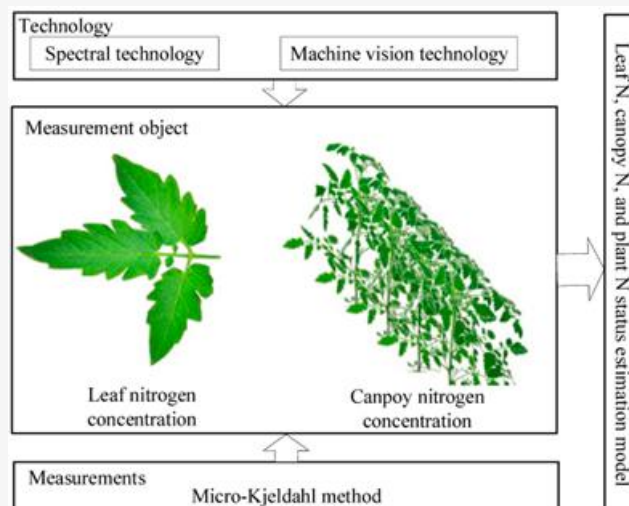 Technology
Spectral technology
Machine vision technology
Measurement object
Leaf nitrogen
concentration
Canpoy nitrogen
concentration
Measurements
Micro-Kjeldahl method
Leaf N, canopy N, and plant N status estimation model